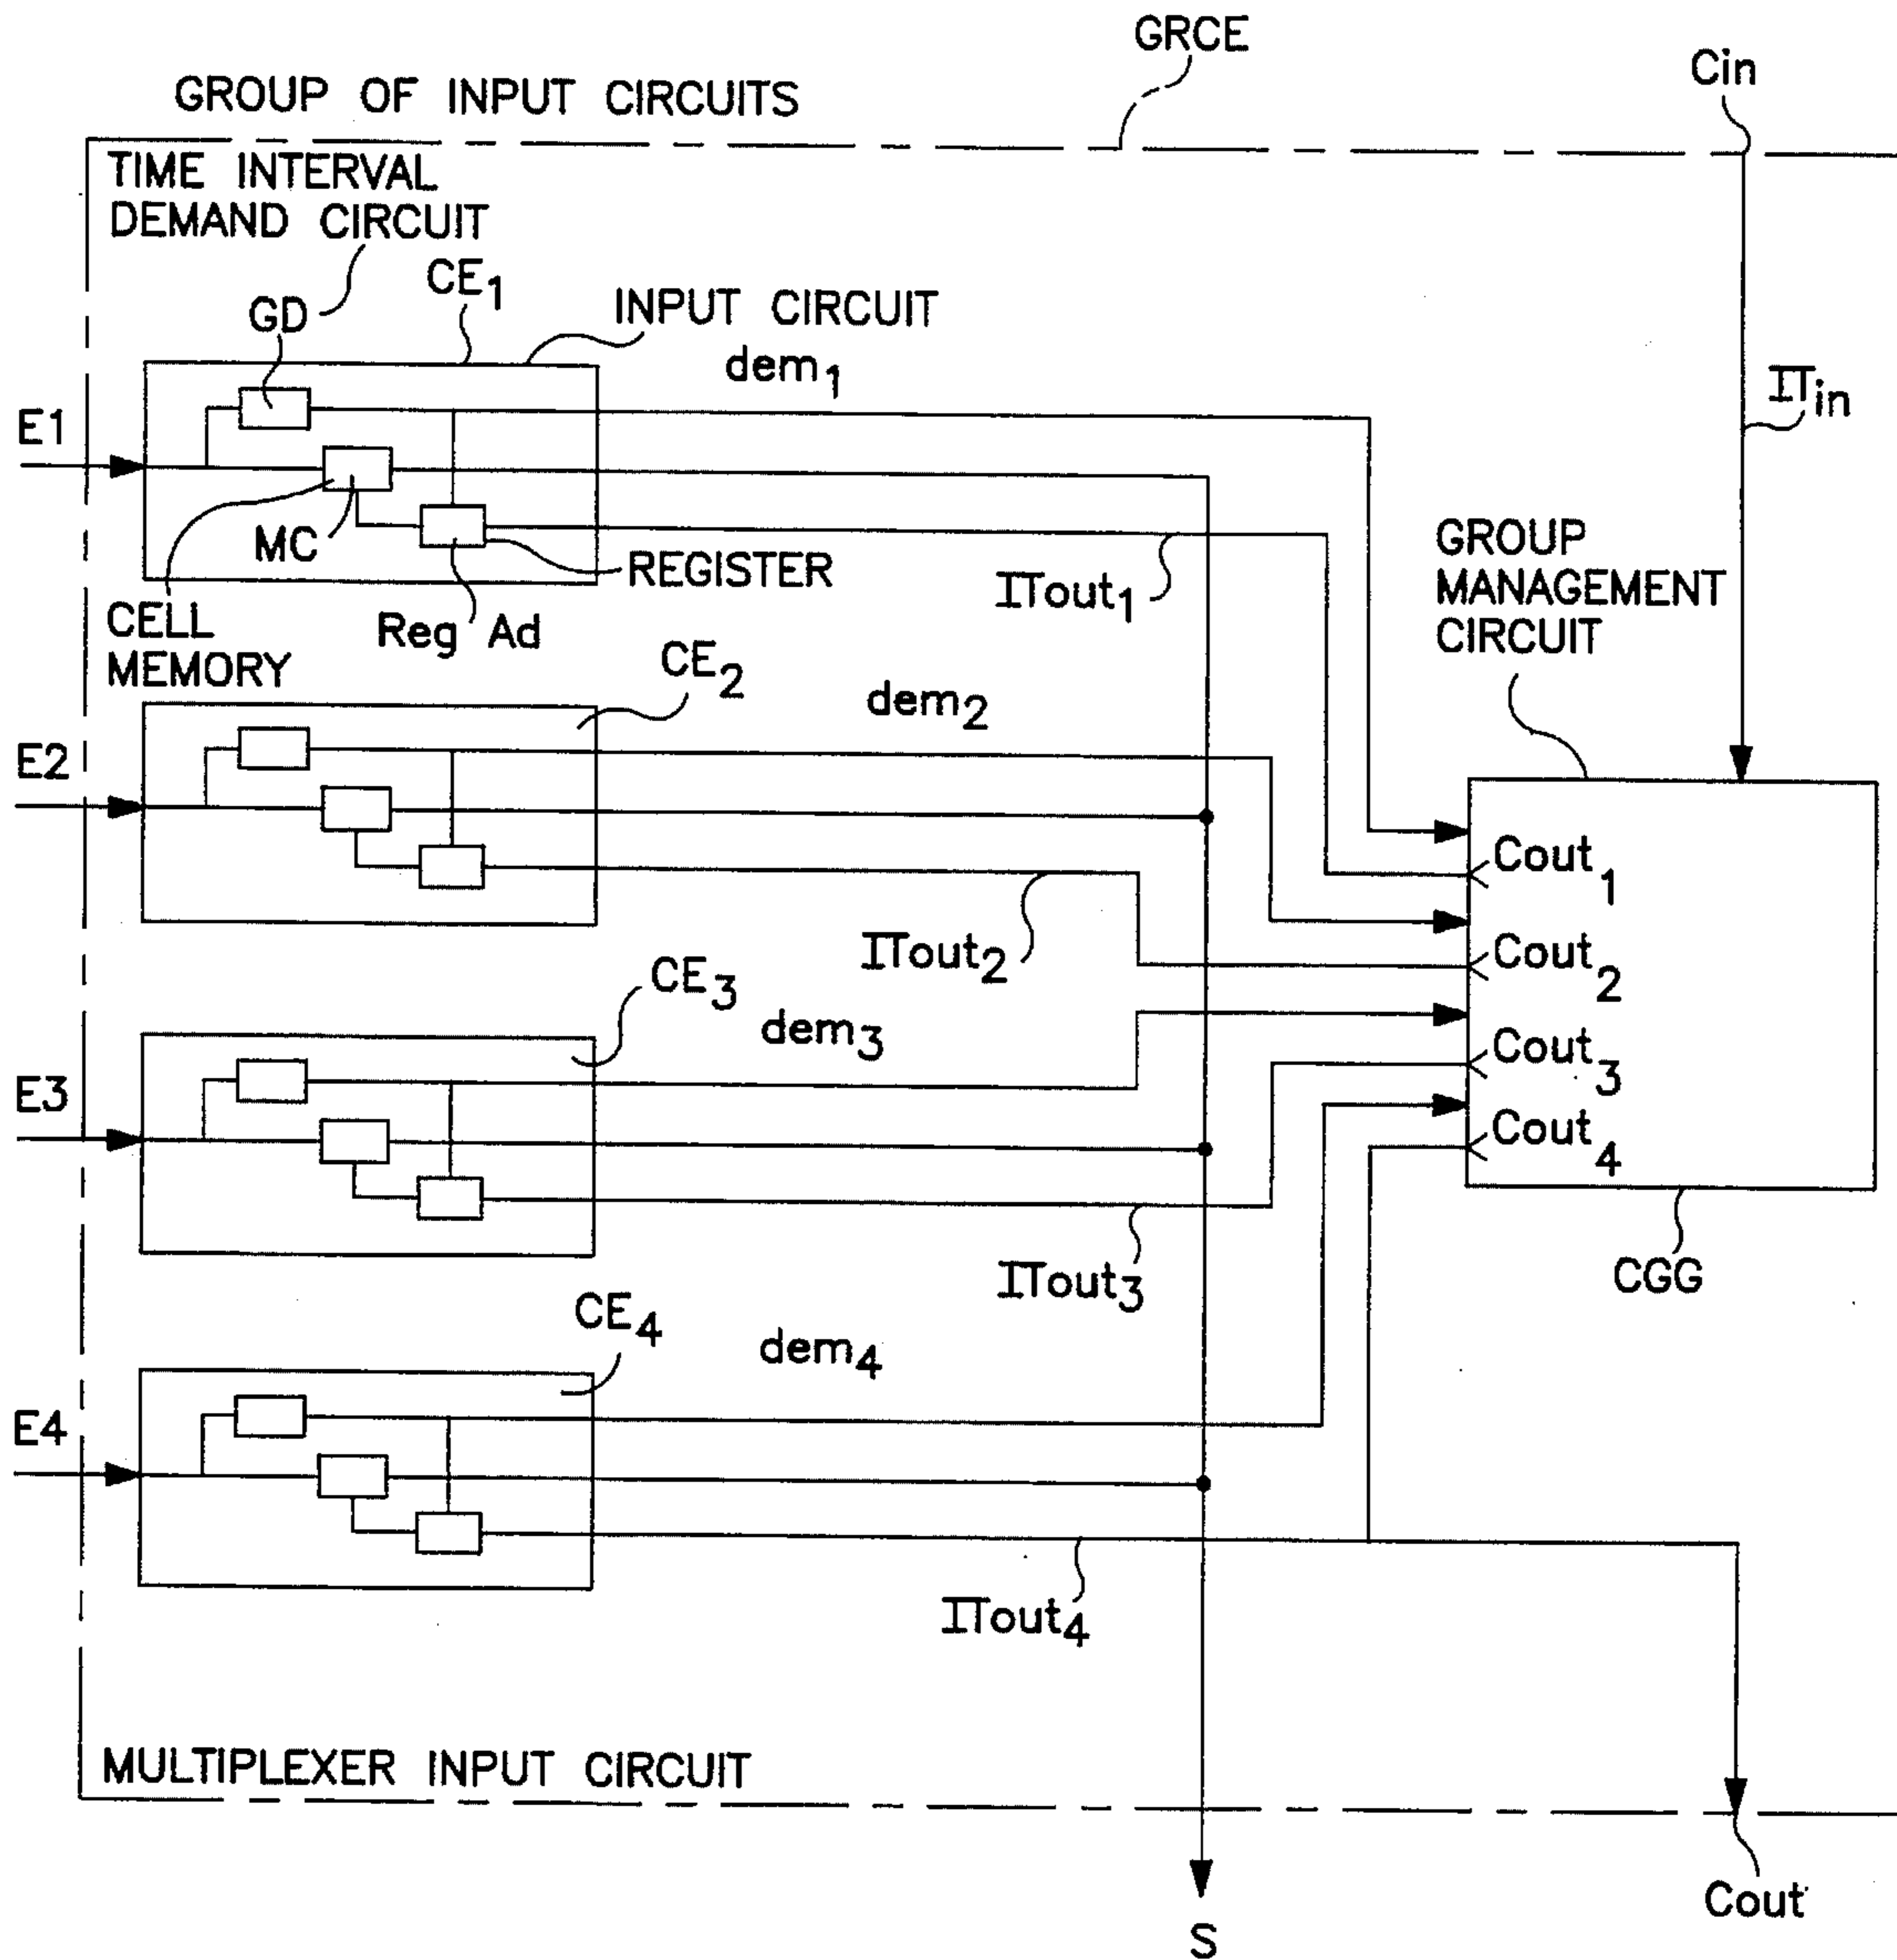 GRCE
Cin
GROUP OF INPUT CIRCUITS
TIME INTERVAL
DEMAND CIRCUIT
GD
CE1
INPUT CIRCUIT
dem1
ITin
E1
MC
REGISTER
ITout1
GROUP
MANAGEMENT
CIRCUIT
CELL
MEMORY
Reg Ad
CE2
dem2
E2
Cout1
ITout2
Cout2
CE3
dem3
Cout3
E3
Cout4
ITout3
CGG
CE4
dem4
E4
ITout4
MULTIPLEXER INPUT CIRCUIT
Cout
S